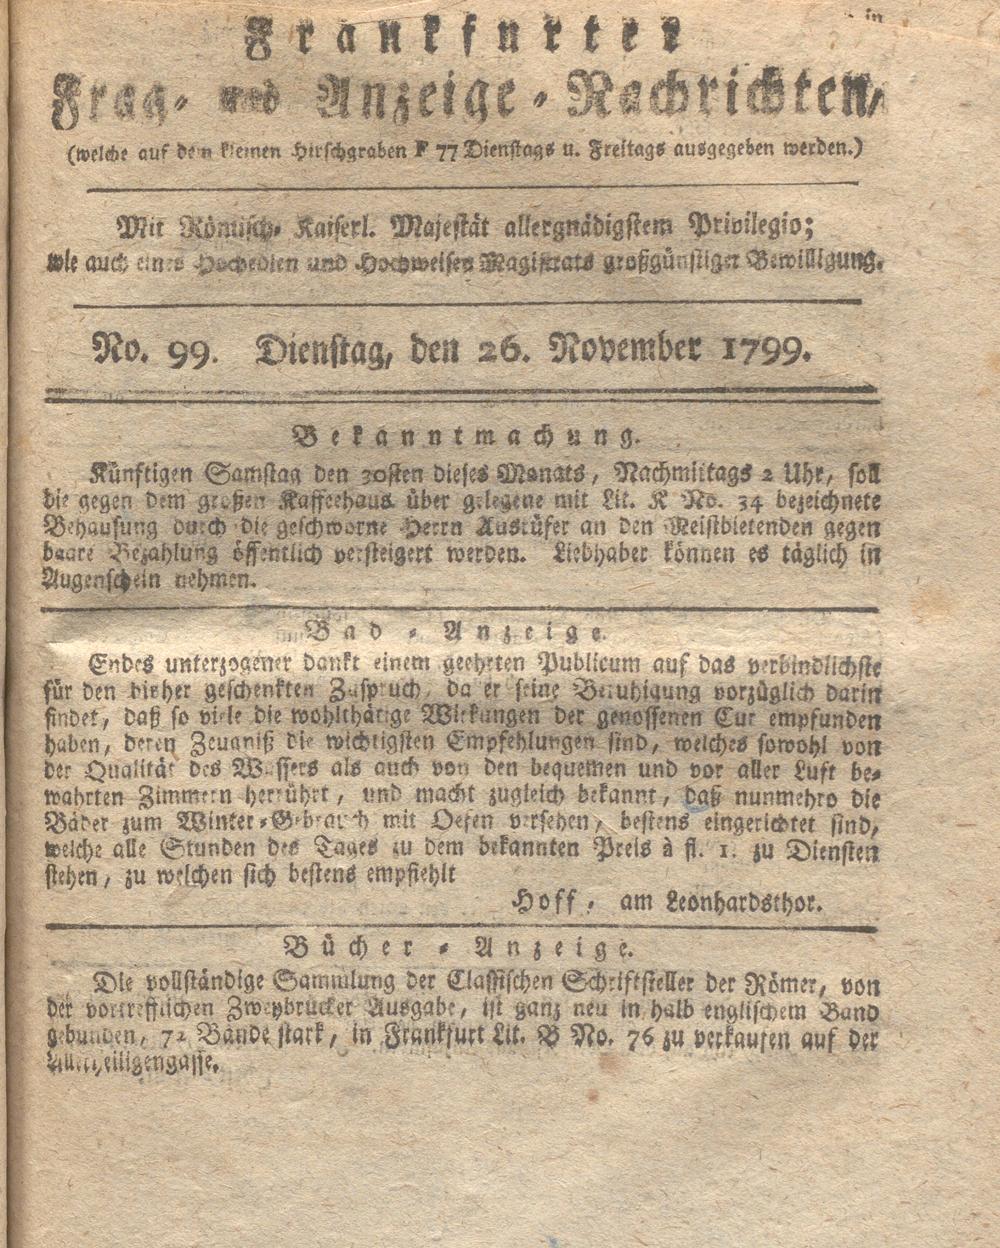 Frankfurter
Frag- und Anzeige-Nachrichten,
(welche auf dem kleinen Hirschgraben F 77 Dienstags u. Freitags ausgegeben werden.)
Mit Römisch- Kaiserl. Majestät allergnädigstem Privilegio;
wie auch eines Hochedlen und Hochweisen Magistrats großgünstiger Bewilligung.
No. 99. Dienstag, den 26. November 1799.
Bekanntmachung.
Künftigen Samstag den 30sten dieses Monats, Nachmittags 2 Uhr, soll
die gegen dem großen Kaffeehaus über gelegene mit Lit. K No. 34 bezeichnete
Behausung durch die geschworne Herrn Ausrüfer an den Meistbietenden gegen
baare Bezahlung öffentlich versteigert werden. Liebhaber können es täglich in
Augenschein nehmen.
Bad-Anzeige.
Endes unterzogener dankt einem geehrten Publicum auf das verbindlichste
für den bisher geschenkten Zuspruch, da er seine Beruhigung vorzüglich darin
findet, daß so viele die wohlthätige Wirkungen der genossenen Cur empfunden
haben, deren Zeugniß die wichtigsten Empfehlungen sind, welches sowohl von
der Qualität des Wassers als auch von den bequemen und vor aller Luft be-
wahrten Zimmern herrührt, und macht zugleich bekannt, daß nunmehro die
Bäder zum Winter-Gebrauch mit Oefen versehen, bestens eingerichtet sind,
welche alle Stunden des Tages zu dem bekannten Preis à fl. 1. zu Diensten
stehen, zu welchen sich bestens empfiehlt
Hoff, am Leonhardsthor.
Bücher-Anzeige.
Die vollständige Sammlung der Classischen Schriftsteller der Römer, von
der vortrefflichen Zweybrücker Ausgabe, ist ganz neu in halb englischem Band
gebunden, 72 Bände stark, in Frankfurt Lit. B No. 76 zu verkaufen auf der
Allerheiligengasse.